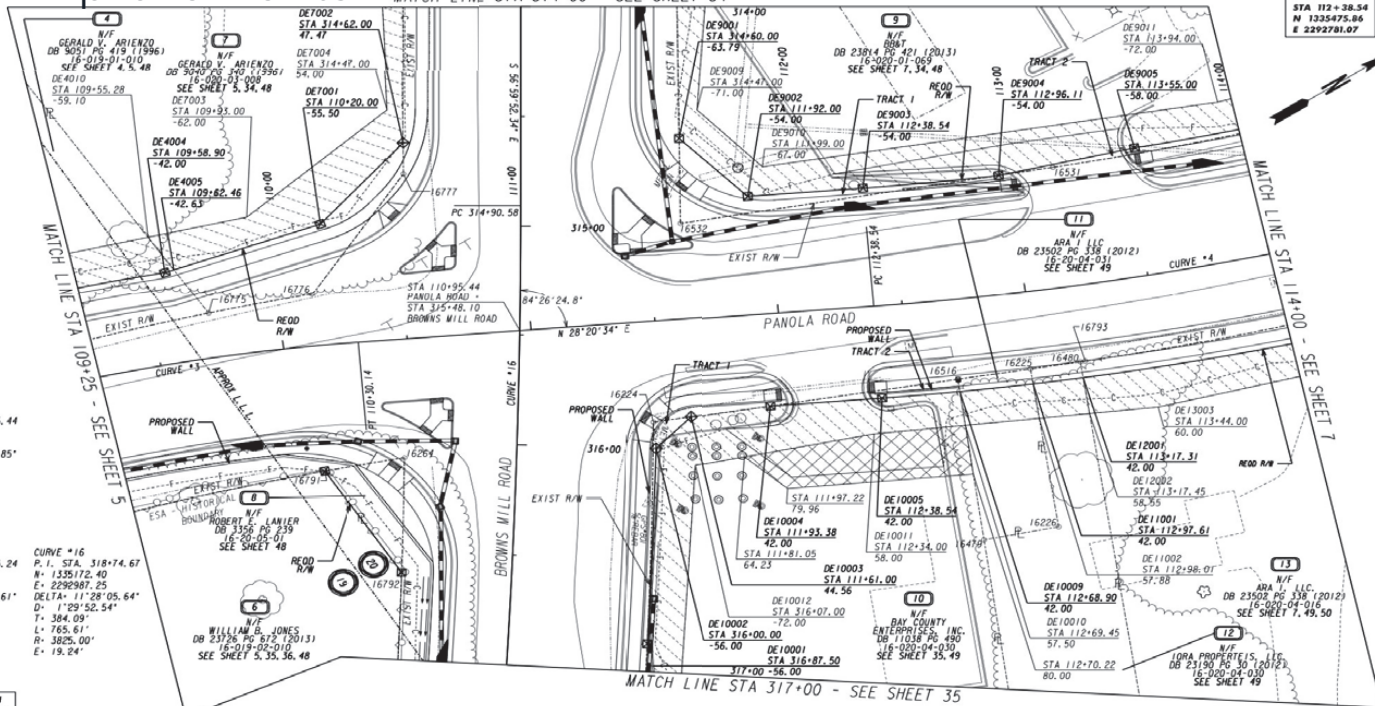 STA 112+38.54
N 1335475.86
E 2292781.07
4
N/F
GERALD V. ARIENZO
DB 9051 PG 419 (1996)
16-019-01-010
SEE SHEET 4, 5, 48
DE4010
STA 109+55.28
-59.10
7
N/F
GERALD V. ARIENZO
DB 9040 PG 340 (1996)
16-020-03-008
SEE SHEET 5, 34, 48
DE7003
STA 109+93.00
-62.00
DE7002
STA 314+62.00
47.47
DE7004
STA 314+47.00
54.00
DE7001
STA 110+20.00
-55.50
DE4004
STA 109+58.90
-42.00
DE4005
STA 109+62.46
-42.63
110+00
EXIST R/W
16777
111+00
S 56°59'52.34" E
PC 314+90.58
314+00
EXIST R/W
DE9001
STA 314+60.00
-63.79
112+00
DE9009
STA 314+47.00
-71.00
DE9002
STA 111+92.00
-54.00
DE9010
STA 111+99.00
-67.00
9
N/F
BB&T
DB 23814 PG 421 (2013)
16-020-01-069
SEE SHEET 7, 34, 48
TRACT 1
DE9003
STA 112+38.54
-54.00
REQD
R/W
113+00
DE9004
STA 112+96.11
-54.00
TRACT 2
DE9011
STA 113+94.00
-72.00
DE9005
STA 113+55.00
-58.00
114+00
N
MATCH LINE STA 109+25 - SEE SHEET 5
MATCH LINE STA 114+00 - SEE SHEET 7
315+00
16532
EXIST R/W
16531
11
N/F
ARA I LLC
DB 23502 PG 338 (2012)
16-20-04-031
SEE SHEET 49
PC 112+38.54
CURVE #4
16775
16776
EXIST R/W
REQD
R/W
STA 110+95.44
PANOLA ROAD =
STA 315+48.10
BROWNS MILL ROAD
84°26'24.8"
N 28°20'34" E
PANOLA ROAD
CURVE #3
APPROX L.L.L.
PT 110+30.14
CURVE #16
PROPOSED
WALL
TRACT 2
16793
EXIST R/W
16480
16225
16516
TRACT 1
16224
PROPOSED
WALL
316+00
PROPOSED
WALL
16264
16791
EXIST R/W
ESA - HISTORICAL
BOUNDARY
8
N/F
ROBERT E. LANIER
DB 3356 PG 239
16-20-05-01
SEE SHEET 48
REQD
R/W
19
20
16792
EXIST R/W
BROWNS MILL ROAD
EXIST R/W
6
N/F
WILLIAM B. JONES
DB 23726 PG 672 (2013)
16-019-02-010
SEE SHEET 5, 35, 36, 48
CURVE #16
P.I. STA. 318+74.67
N: 1335172.40
E: 2292987.25
DELTA: 11°28'05.64"
D: 1°29'52.54"
T: 384.09'
L: 765.61'
R: 3825.00'
E: 19.24'
STA 111+97.22
79.96
DE10004
STA 111+93.38
42.00
STA 111+81.05
64.23
DE10003
STA 111+61.00
44.56
DE10012
STA 316+07.00
-72.00
DE10002
STA 316+00.00
-56.00
DE10001
STA 316+87.50
-56.00
317+00
DE10005
STA 112+38.54
42.00
DE10011
STA 112+34.00
58.00
10
N/F
BAY COUNTY
ENTERPRISES, INC.
DB 11038 PG 490
16-020-04-030
SEE SHEET 35, 49
16479
16226
DE10009
STA 112+68.90
42.00
DE10010
STA 112+69.45
57.50
STA 112+70.22
80.00
DE13003
STA 113+44.00
60.00
DE12001
STA 113+17.31
42.00
DE12002
STA 113+17.45
58.55
DE11001
STA 112+97.61
42.00
DE11002
STA 112+98.01
57.88
REQD R/W
13
N/F
ARA I, LLC.
DB 23502 PG 338 (2012)
16-020-04-016
SEE SHEET 7, 49, 50
12
N/F
IQRA PROPERTEIS, LLC.
DB 23190 PG 30 (2012)
16-020-04-030
SEE SHEET 49
MATCH LINE STA 317+00 - SEE SHEET 35